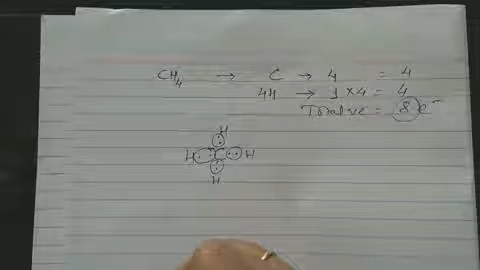 CH4 → C → 4 = 4
4H → 1 × 4 = 4
Total ve = 8 e⁻
H
H C H
H